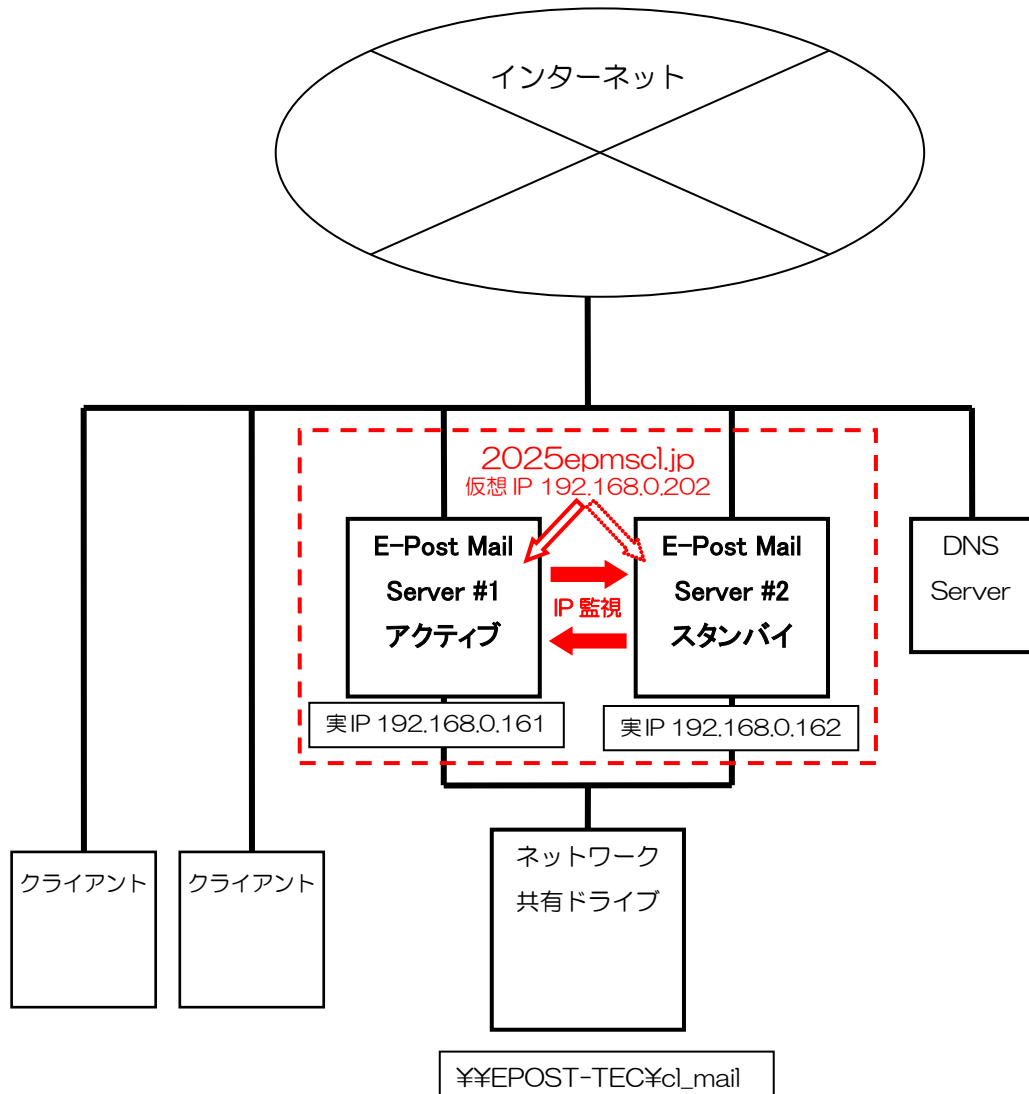 インターネット
2025epmscl.jp
仮想 IP 192.168.0.202
E-Post Mail
Server #1
アクティブ
IP 監視
E-Post Mail
Server #2
スタンバイ
DNS
Server
実 IP 192.168.0.161
実 IP 192.168.0.162
クライアント
クライアント
ネットワーク
共有ドライブ
¥¥EPOST-TEC¥cl_mail